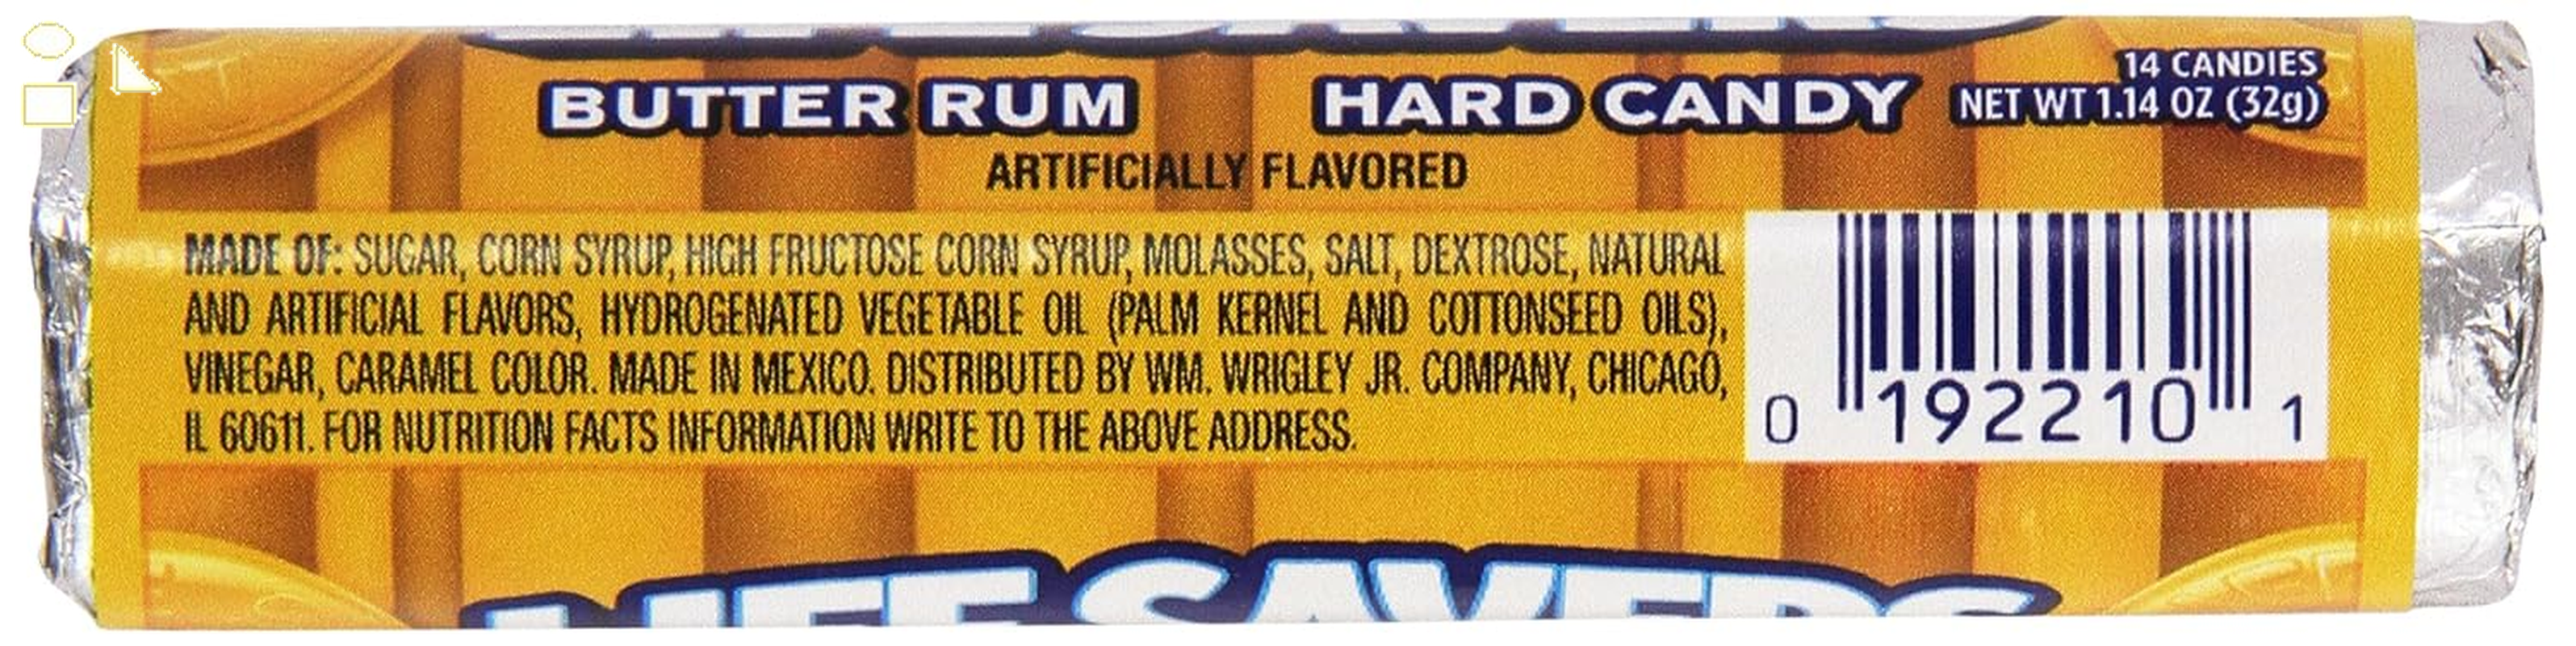 BUTTER RUM HARD CANDY
14 CANDIES
NET WT 1.14 OZ (32g)
ARTIFICIALLY FLAVORED
MADE OF: SUGAR, CORN SYRUP, HIGH FRUCTOSE CORN SYRUP, MOLASSES, SALT, DEXTROSE, NATURAL
AND ARTIFICIAL FLAVORS, HYDROGENATED VEGETABLE OIL (PALM KERNEL AND COTTONSEED OILS),
VINEGAR, CARAMEL COLOR. MADE IN MEXICO. DISTRIBUTED BY WM. WRIGLEY JR. COMPANY, CHICAGO,
IL 60611. FOR NUTRITION FACTS INFORMATION WRITE TO THE ABOVE ADDRESS.
0 192210 1
LIFE SAVERS